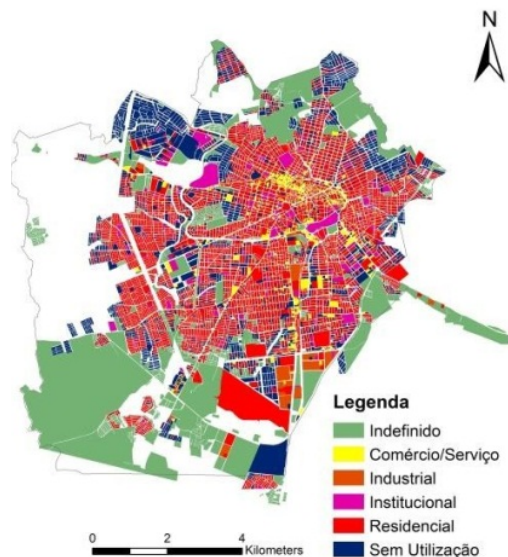 N
Legenda
Indefinido
Comércio/Serviço
Industrial
Institucional
Residencial
Sem Utilização
0 2 4
Kilometers